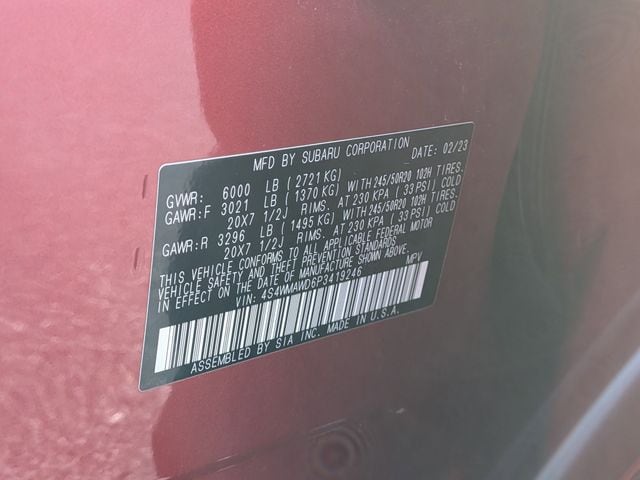 MFD BY SUBARU CORPORATION DATE: 02/23
GVWR: 6000 LB ( 2721 KG)
GAWR:F 3021 LB ( 1370 KG) WITH 245/50R20 102H TIRES.
20X7 1/2J RIMS. AT 230 KPA ( 33 PSI) COLD
GAWR:R 3296 LB ( 1495 KG) WITH 245/50R20 102H TIRES.
20X7 1/2J RIMS. AT 230 KPA ( 33 PSI) COLD
THIS VEHICLE CONFORMS TO ALL APPLICABLE FEDERAL MOTOR
VEHICLE SAFETY AND THEFT PREVENTION STANDARDS
IN EFFECT ON THE DATE OF MANUFACTURE SHOWN ABOVE.
VIN: 4S4WMAWD6P3419246 MPV
ASSEMBLED BY SIA INC. MADE IN U.S.A.